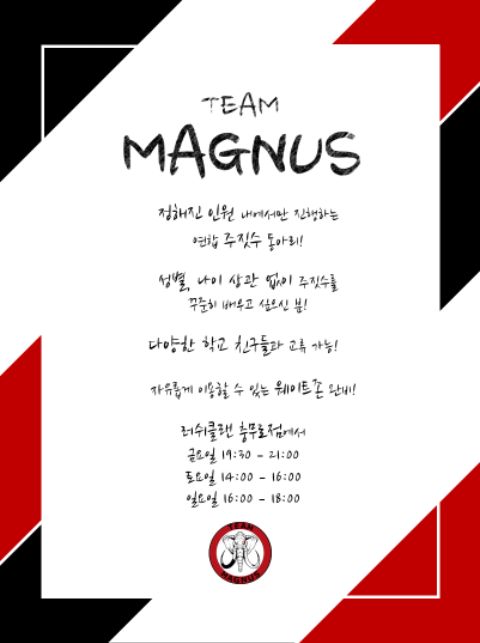 TEAM
MAGNUS
정해진 인원 내에서만 진행하는
연합 주짓수 동아리!
성별, 나이 상관 없이 주짓수를
꾸준히 배우고 싶으신 분!
다양한 학교 친구들과 교류 가능!
자유롭게 이용할 수 있는 웨이트존 완비!
러쉬클랜 충무로점에서
금요일 19:30 - 21:00
토요일 14:00 - 16:00
일요일 16:00 - 18:00
TEAM
MAGNUS